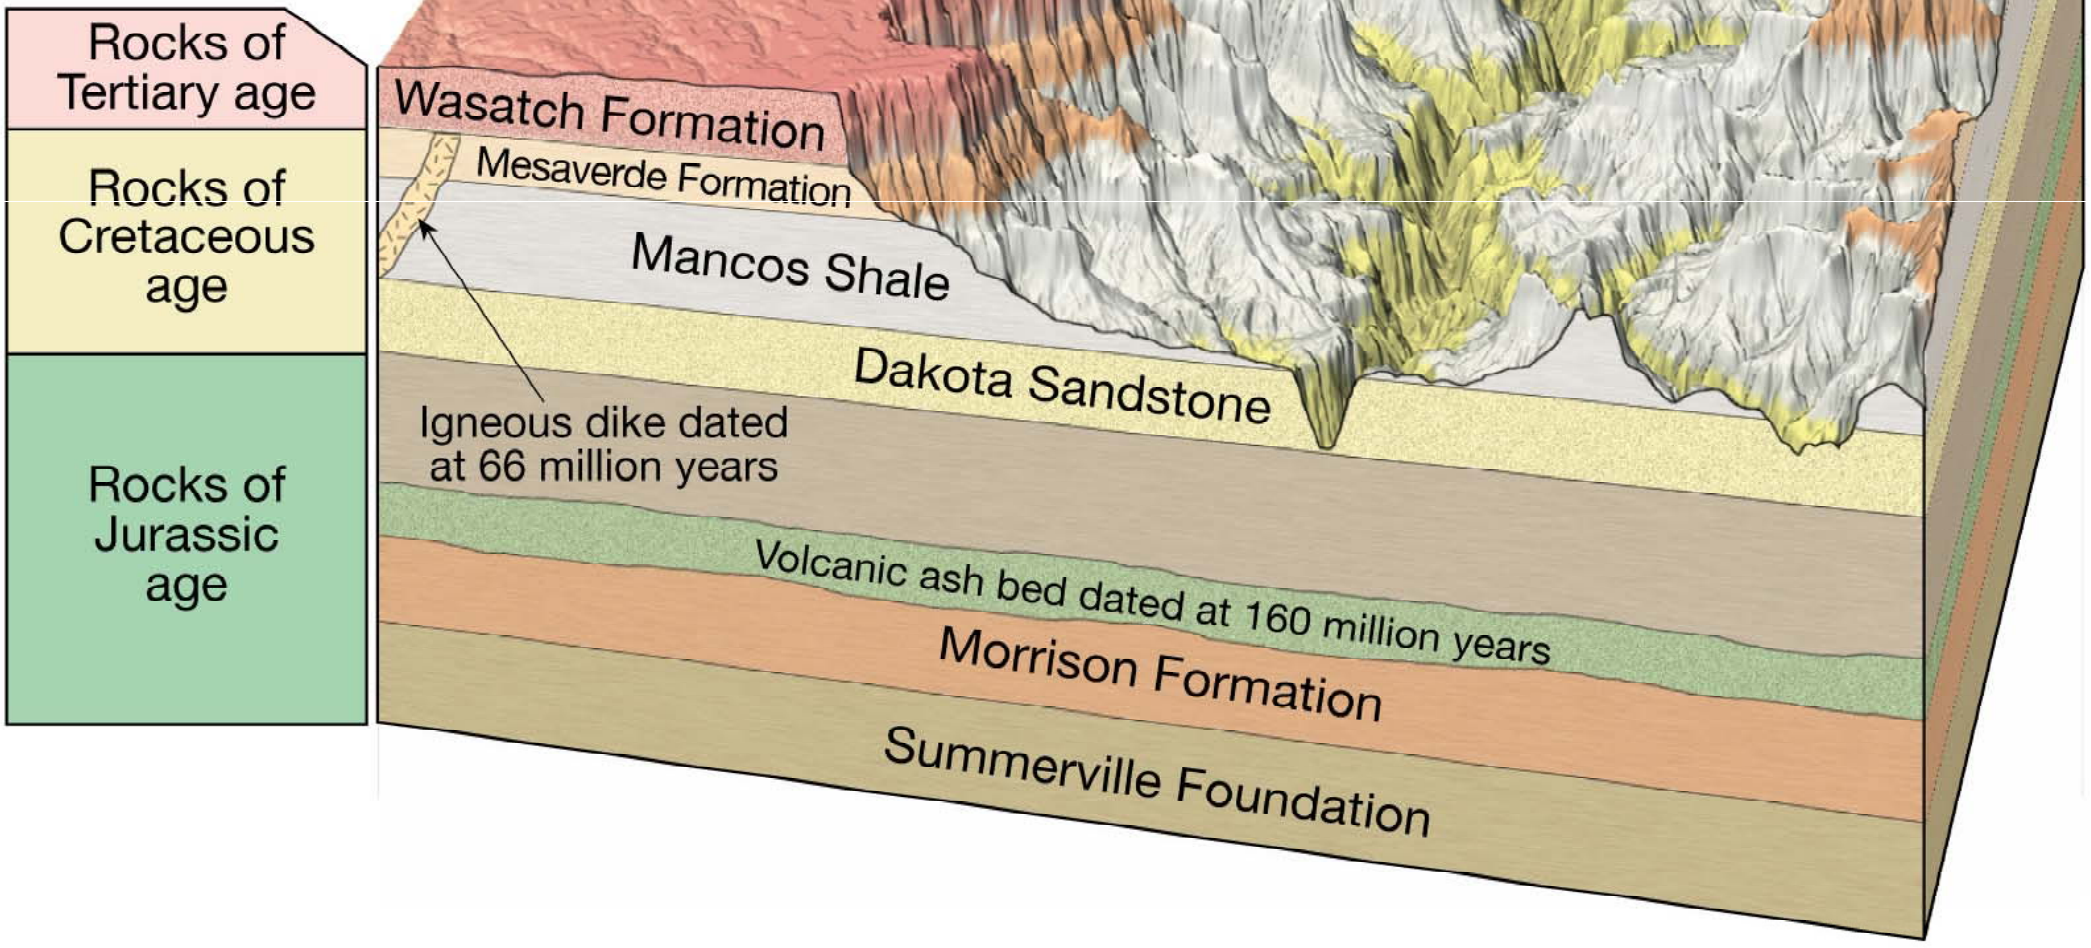 Rocks of
Tertiary age
Rocks of
Cretaceous
age
Rocks of
Jurassic
age
Wasatch Formation
Mesaverde Formation
Mancos Shale
Dakota Sandstone
Igneous dike dated
at 66 million years
Volcanic ash bed dated at 160 million years
Morrison Formation
Summerville Foundation